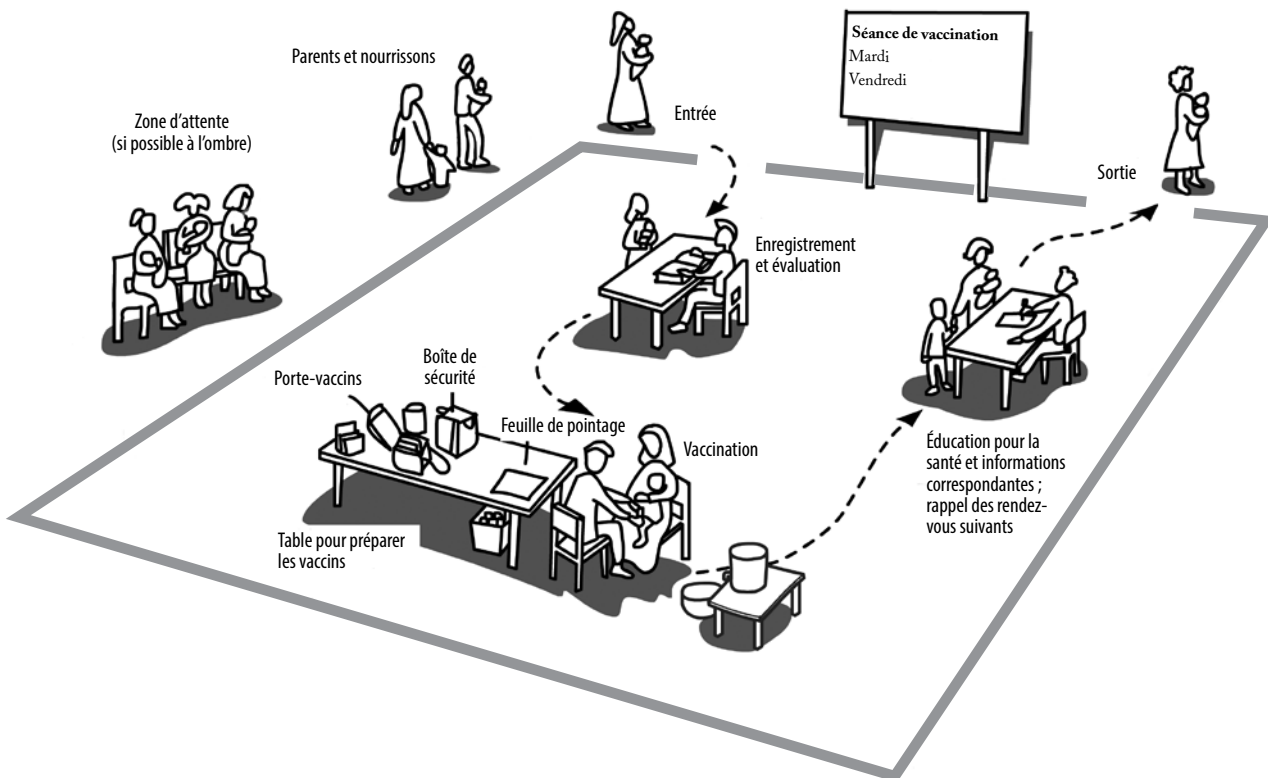 Séance de vaccination
Mardi
Vendredi
Parents et nourrissons
Entrée
Zone d'attente
(si possible à l'ombre)
Sortie
Enregistrement
et évaluation
Boîte de
sécurité
Porte-vaccins
Feuille de pointage
Vaccination
Éducation pour la
santé et informations
correspondantes ;
rappel des rendez-
vous suivants
Table pour préparer
les vaccins